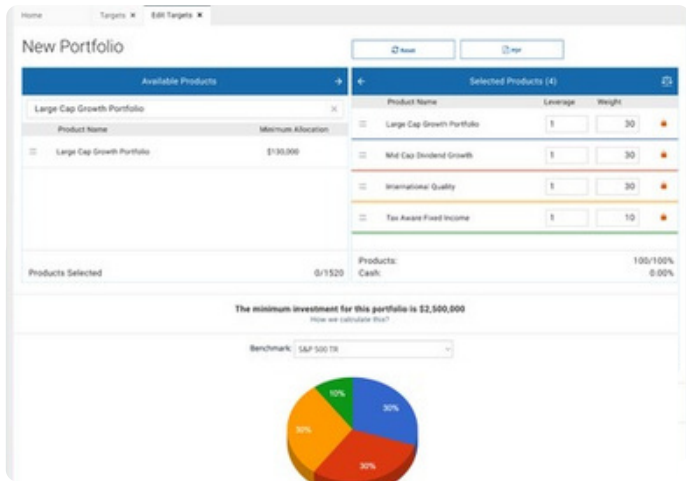 Home Targets × Edit Targets ×
New Portfolio
Reset PDF
Available Products
Large Cap Growth Portfolio ×
Product Name Minimum Allocation
Large Cap Growth Portfolio $130,000
Products Selected 0/1520
Selected Products (4)
Product Name Leverage Weight
Large Cap Growth Portfolio 1 30
Mid Cap Dividend Growth 1 30
International Quality 1 30
Tax Aware Fixed Income 1 10
Products: 100/100%
Cash: 0.00%
The minimum investment for this portfolio is $2,500,000
How we calculate this?
Benchmark: S&P 500 TR
10%
30%
30%
30%